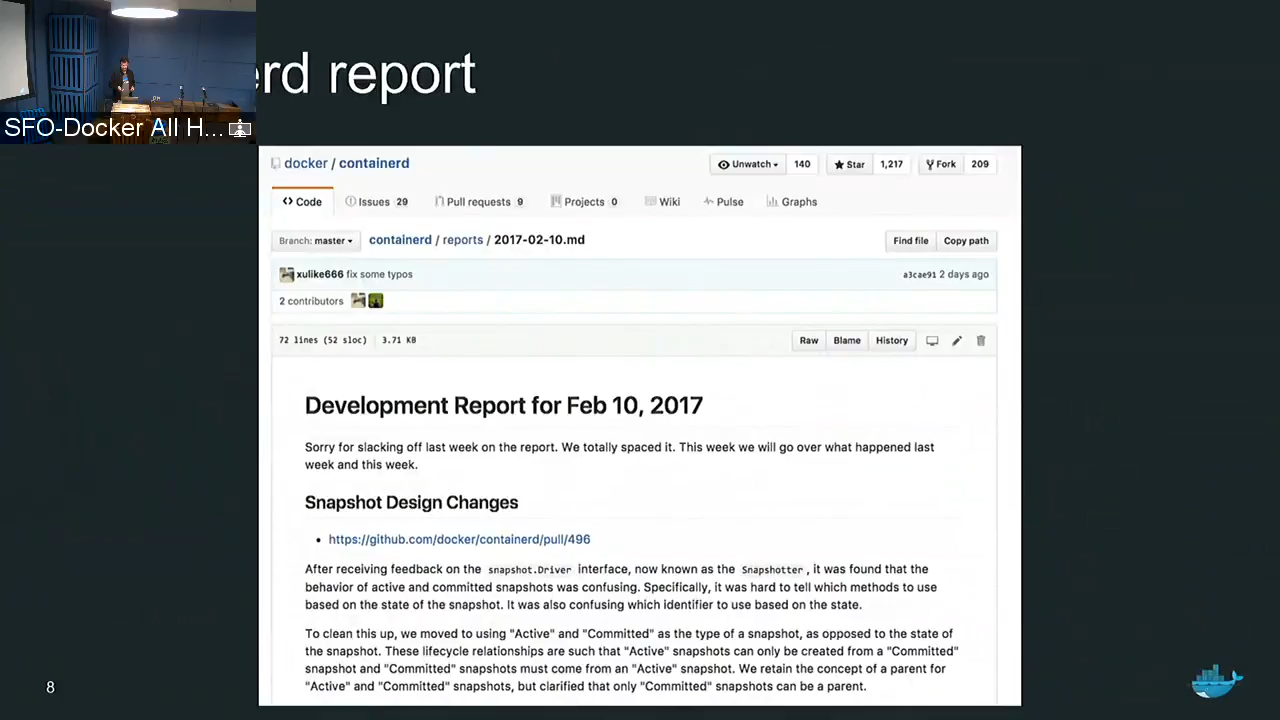 rd report
SFO-Docker All H...
docker / containerd
Unwatch 140 Star 1,217 Fork 209
Code Issues 29 Pull requests 9 Projects 0 Wiki Pulse Graphs
Branch: master containerd / reports / 2017-02-10.md Find file Copy path
xulike666 fix some typos a3cae91 2 days ago
2 contributors
72 lines (52 sloc) 3.71 KB Raw Blame History
Development Report for Feb 10, 2017
Sorry for slacking off last week on the report. We totally spaced it. This week we will go over what happened last
week and this week.
Snapshot Design Changes
• https://github.com/docker/containerd/pull/496
After receiving feedback on the snapshot.Driver interface, now known as the Snapshotter, it was found that the
behavior of active and committed snapshots was confusing. Specifically, it was hard to tell which methods to use
based on the state of the snapshot. It was also confusing which identifier to use based on the state.
To clean this up, we moved to using "Active" and "Committed" as the type of a snapshot, as opposed to the state of
the snapshot. These lifecycle relationships are such that "Active" snapshots can only be created from a "Committed"
snapshot and "Committed" snapshots must come from an "Active" snapshot. We retain the concept of a parent for
"Active" and "Committed" snapshots, but clarified that only "Committed" snapshots can be a parent.
8